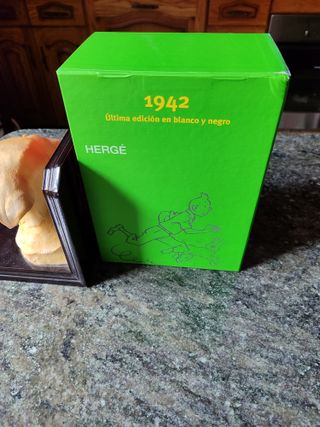 1942
Última edición en blanco y negro
HERGÉ